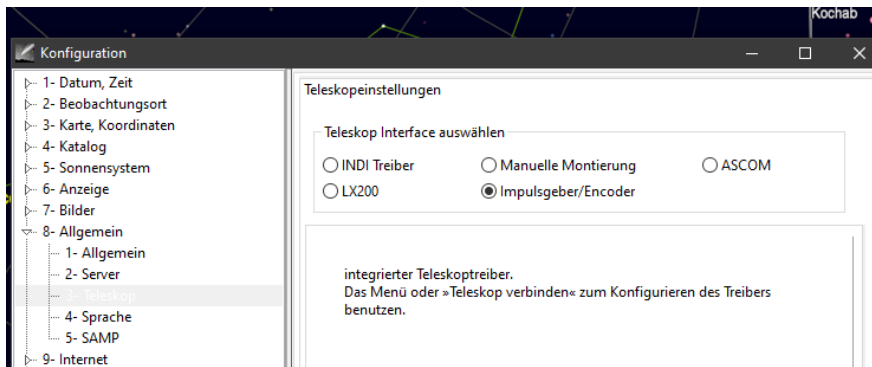 Kochab
Konfiguration
1- Datum, Zeit
2- Beobachtungsort
3- Karte, Koordinaten
4- Katalog
5- Sonnensystem
6- Anzeige
7- Bilder
8- Allgemein
1- Allgemein
2- Server
3- Teleskop
4- Sprache
5- SAMP
9- Internet
Teleskopeinstellungen
Teleskop Interface auswählen
INDI Treiber
Manuelle Montierung
ASCOM
LX200
Impulsgeber/Encoder
integrierter Teleskoptreiber.
Das Menü oder »Teleskop verbinden« zum Konfigurieren des Treibers
benutzen.